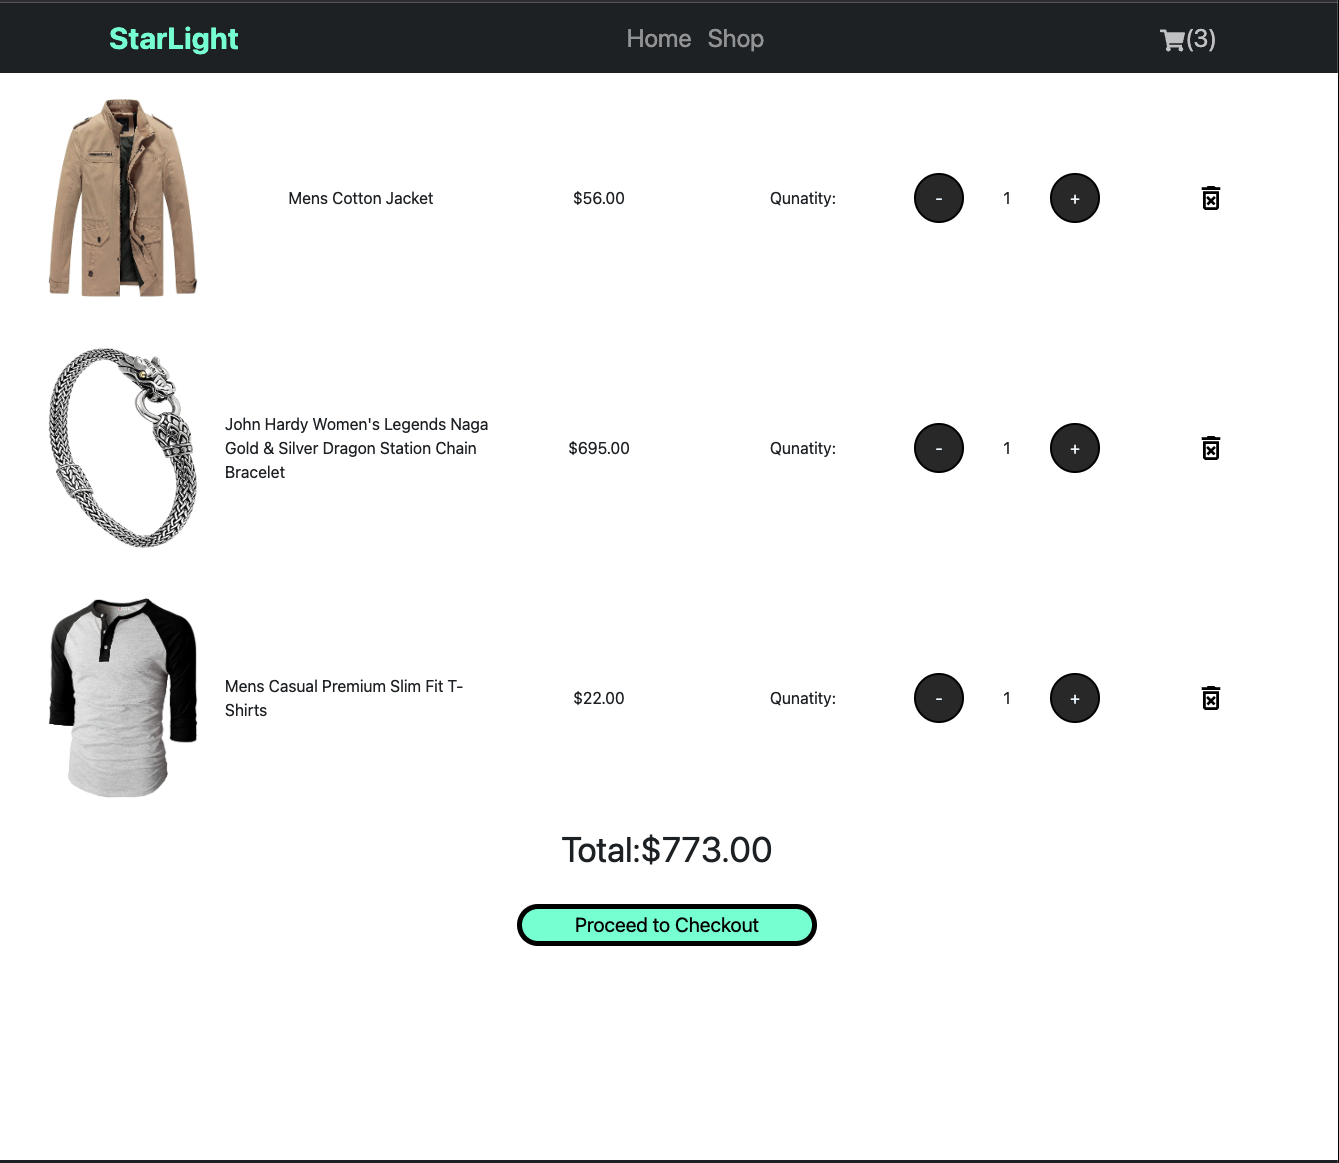 StarLight
Home Shop
(3)
Mens Cotton Jacket
$56.00
Qunatity:
- 1 +
John Hardy Women's Legends Naga
Gold & Silver Dragon Station Chain
Bracelet
$695.00
Qunatity:
- 1 +
Mens Casual Premium Slim Fit T-
Shirts
$22.00
Qunatity:
- 1 +
Total:$773.00
Proceed to Checkout